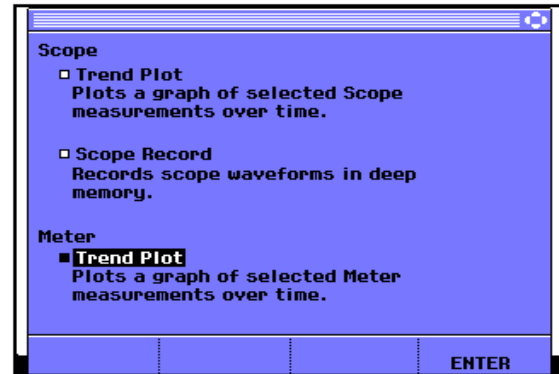 Scope
Trend Plot
Plots a graph of selected Scope
measurements over time.
Scope Record
Records scope waveforms in deep
memory.
Meter
Trend Plot
Plots a graph of selected Meter
measurements over time.
ENTER